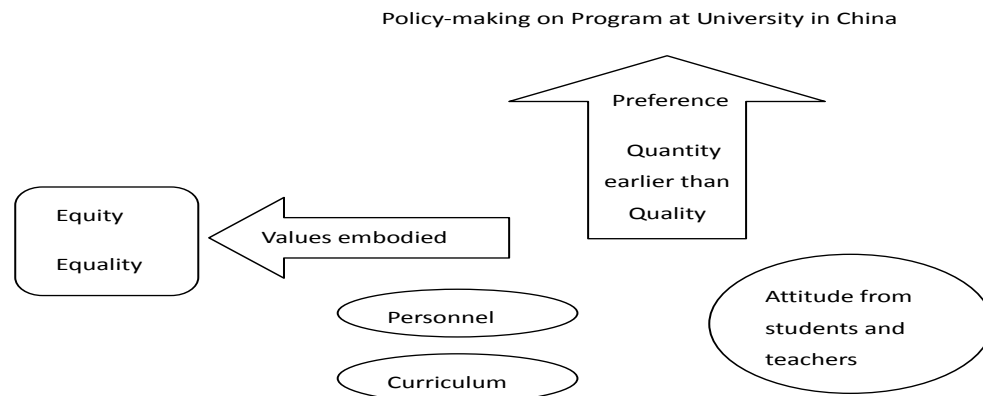 Policy-making on Program at University in China
Preference
Quantity
earlier than
Quality
Equity
Equality
Values embodied
Personnel
Curriculum
Attitude from
students and
teachers